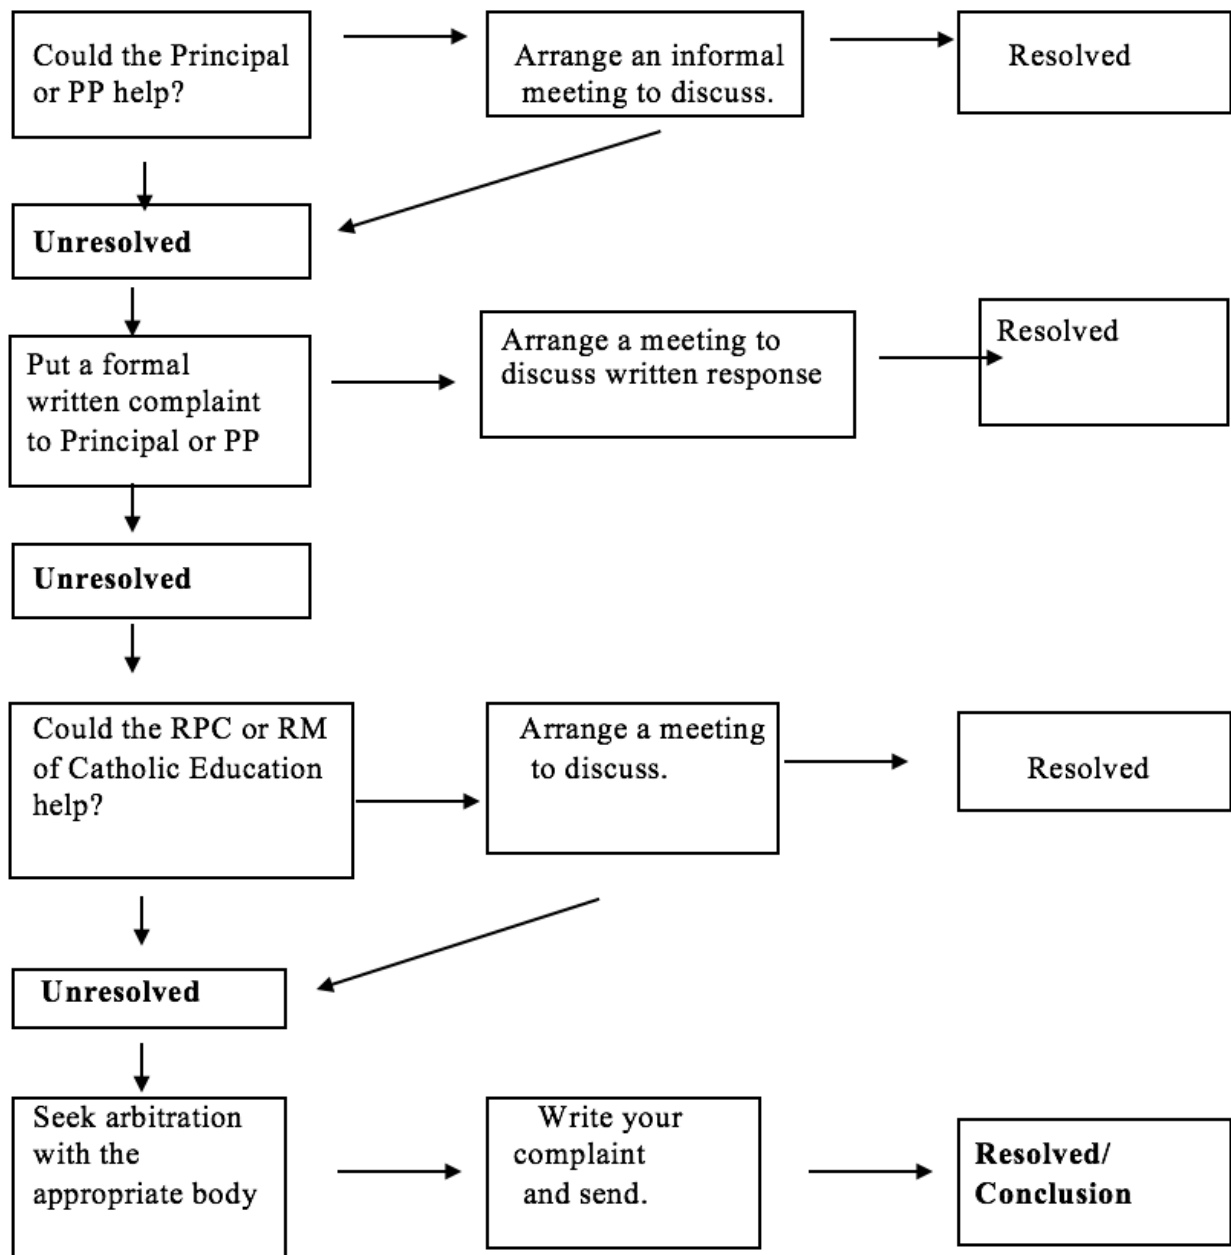 Could the Principal
or PP help?
Arrange an informal
meeting to discuss.
Resolved
Unresolved
Put a formal
written complaint
to Principal or PP
Arrange a meeting to
discuss written response
Resolved
Unresolved
Could the RPC or RM
of Catholic Education
help?
Arrange a meeting
to discuss.
Resolved
Unresolved
Seek arbitration
with the
appropriate body
Write your
complaint
and send.
Resolved/
Conclusion